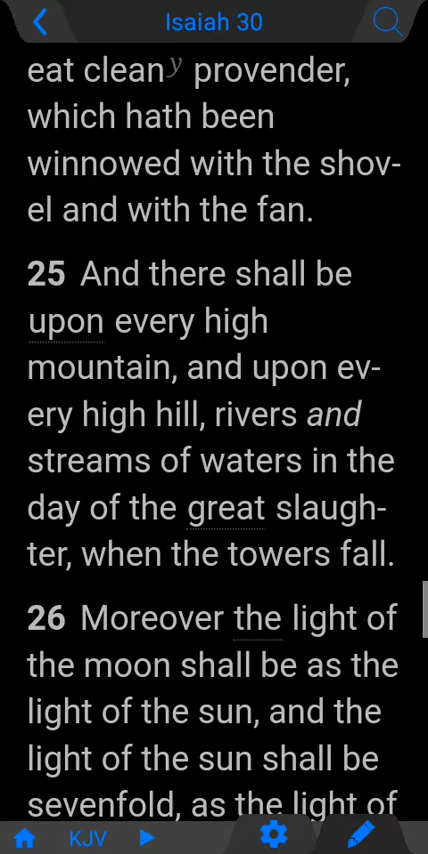 Isaiah 30
eat clean y provender,
which hath been
winnowed with the shov-
el and with the fan.
25 And there shall be
upon every high
mountain, and upon ev-
ery high hill, rivers and
streams of waters in the
day of the great slaugh-
ter, when the towers fall.
26 Moreover the light of
the moon shall be as the
light of the sun, and the
light of the sun shall be
sevenfold, as the light of
KJV